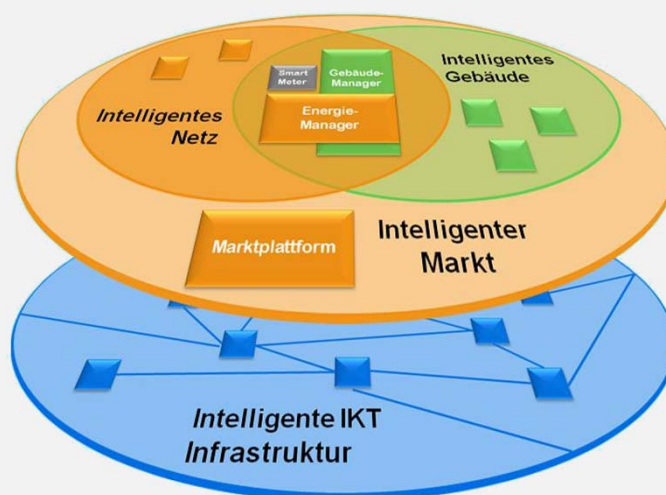 Intelligentes
Netz
Smart
Meter
Gebäude-
Manager
Energie-
Manager
Intelligentes
Gebäude
Marktplattform
Intelligenter
Markt
Intelligente IKT
Infrastruktur